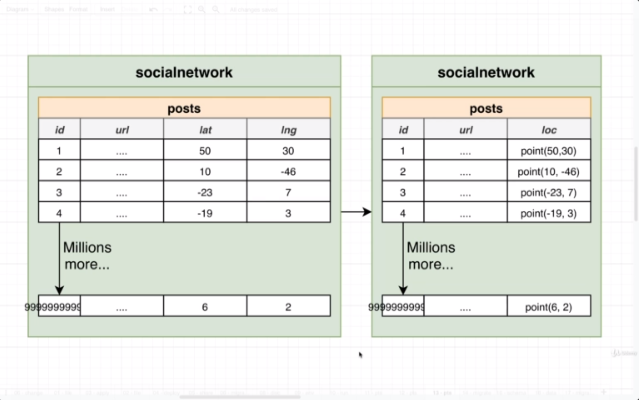 socialnetwork
posts
id url lat lng
1 .... 50 30
2 .... 10 -46
3 .... -23 7
4 .... -19 3
Millions
more...
9999999999 .... 6 2
socialnetwork
posts
id url loc
1 .... point(50,30)
2 .... point(10, -46)
3 .... point(-23, 7)
4 .... point(-19, 3)
Millions
more...
9999999999 .... point(6, 2)